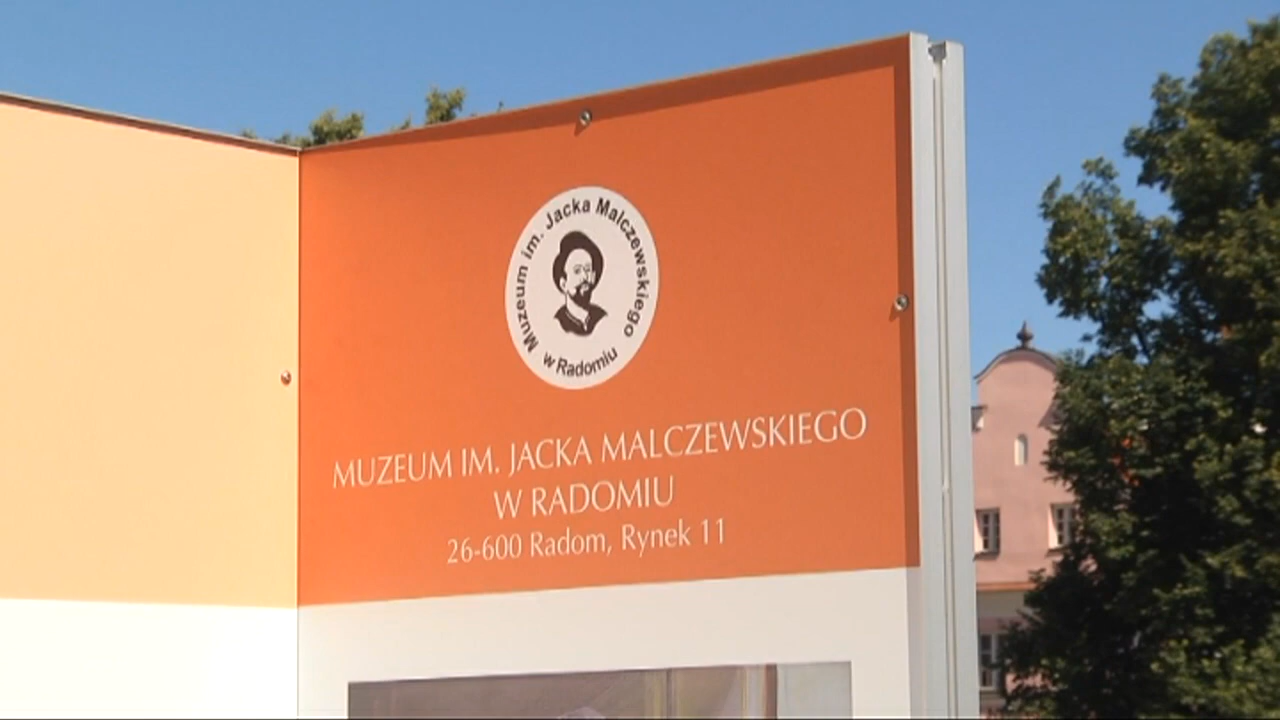 Muzeum im. Jacka Malczewskiego
w Radomiu
MUZEUM IM. JACKA MALCZEWSKIEGO
W RADOMIU
26-600 Radom, Rynek 11